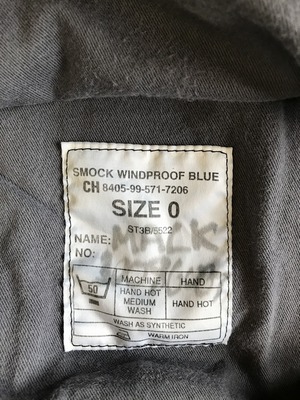 SMOCK WINDPROOF BLUE
CH 8405-99-571-7206
SIZE 0
ST3B/5522
NAME: MALK
NO:
50
MACHINE HAND
HAND HOT
MEDIUM
WASH
HAND HOT
WASH AS SYNTHETIC
WARM IRON